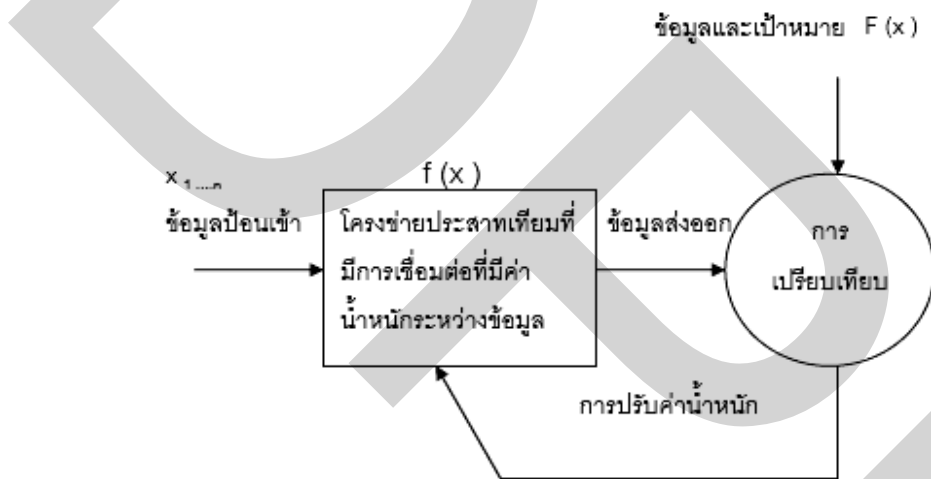 ข้อมูลและเป้าหมาย F (x )
x 1 ....n
f (x )
ข้อมูลป้อนเข้า
โครงข่ายประสาทเทียมที่
มีการเชื่อมต่อที่มีค่า
น้ำหนักระหว่างข้อมูล
ข้อมูลส่งออก
การ
เปรียบเทียบ
การปรับค่าน้ำหนัก